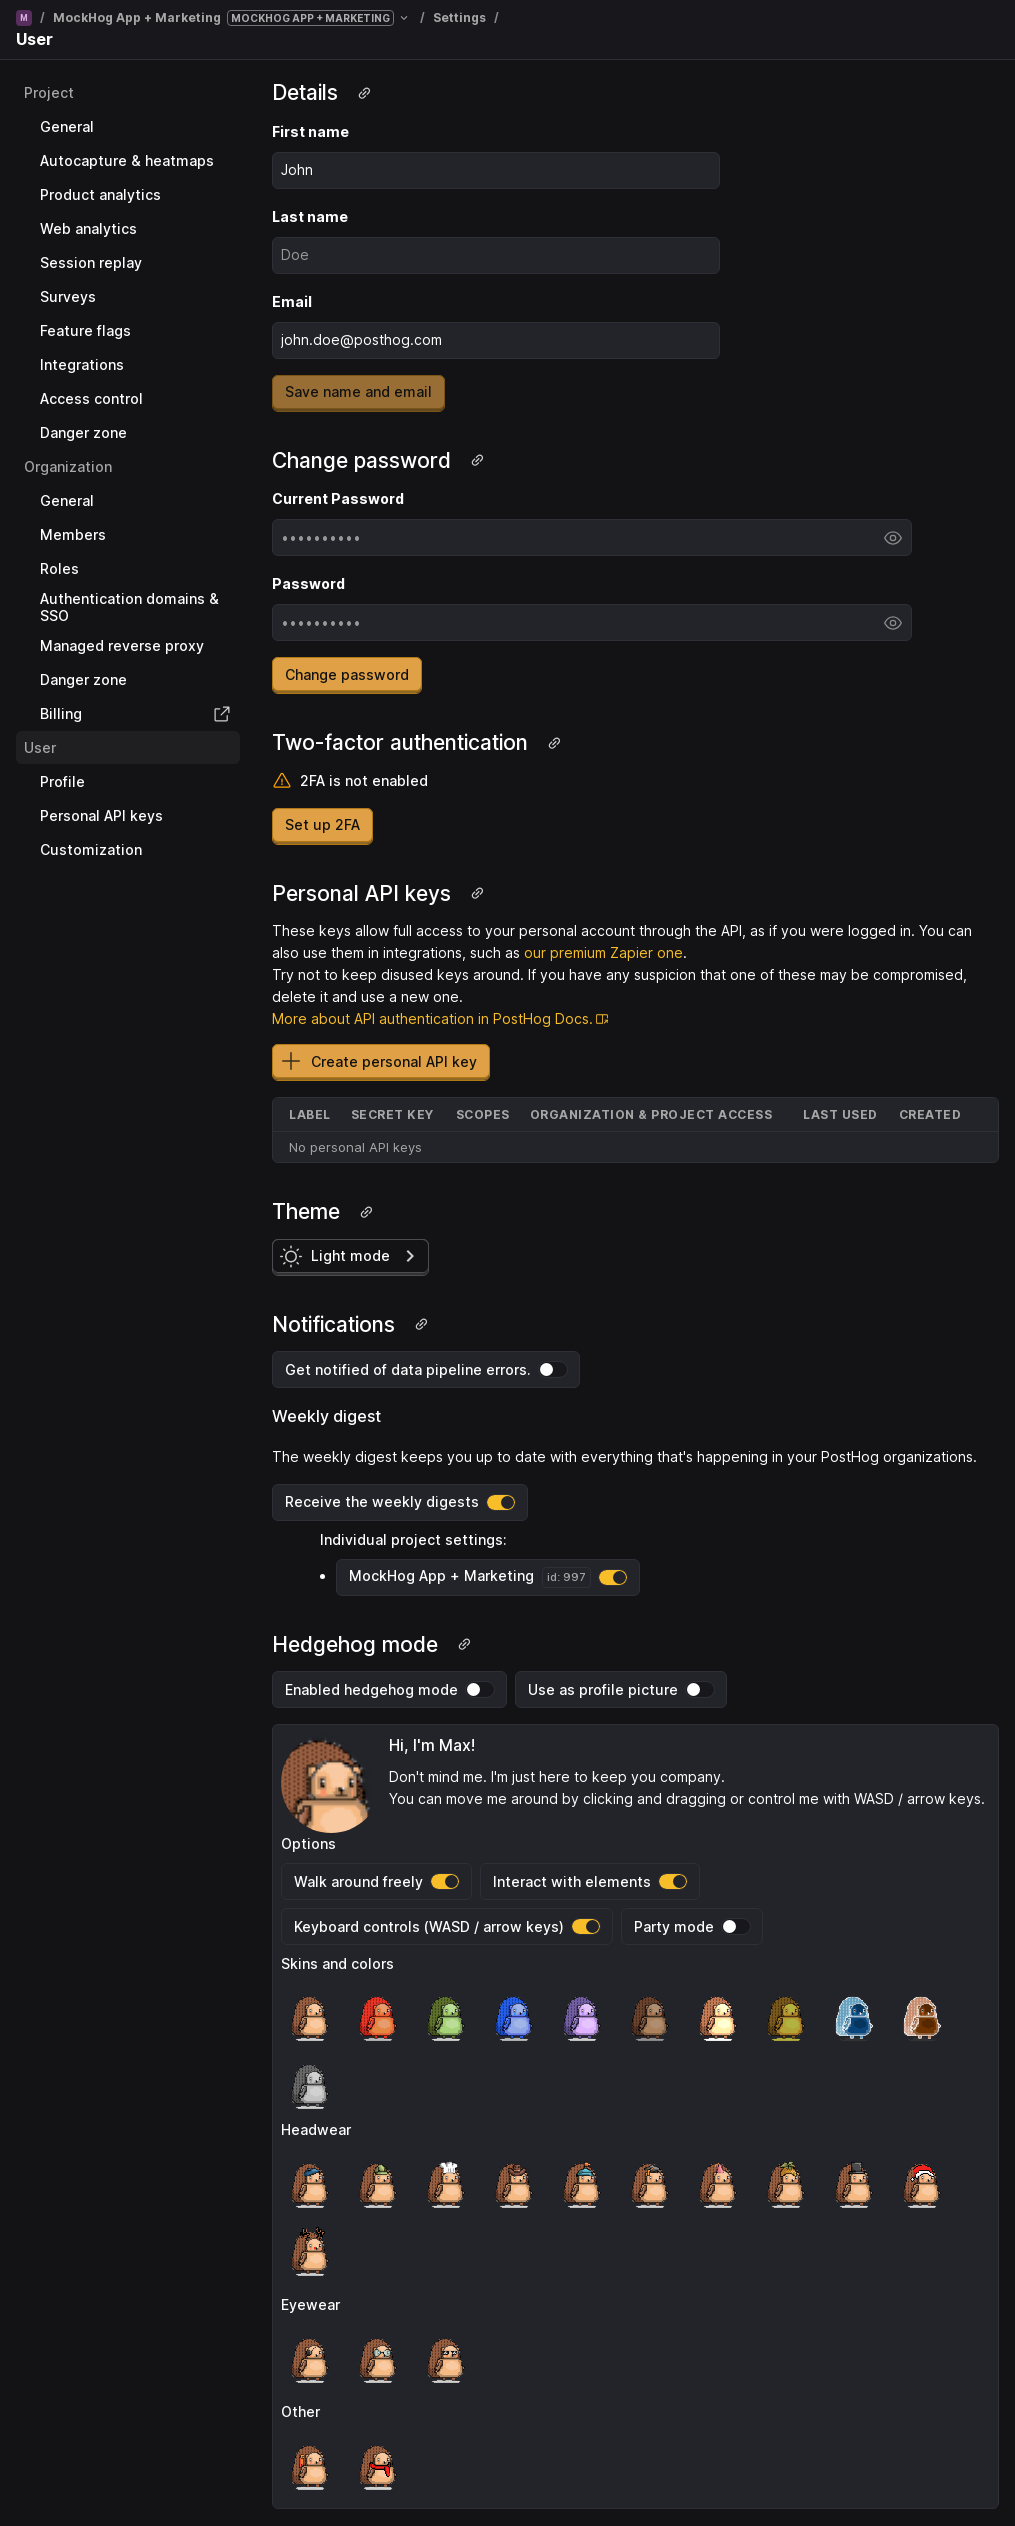 M / MockHog App + Marketing MOCKHOG APP + MARKETING / Settings /
User
Project
General
Autocapture & heatmaps
Product analytics
Web analytics
Session replay
Surveys
Feature flags
Integrations
Access control
Danger zone
Organization
General
Members
Roles
Authentication domains &
SSO
Managed reverse proxy
Danger zone
Billing
User
Profile
Personal API keys
Customization
Details
First name
John
Last name
Doe
Email
john.doe@posthog.com
Save name and email
Change password
Current Password
••••••••••
Password
••••••••••
Change password
Two-factor authentication
2FA is not enabled
Set up 2FA
Personal API keys
These keys allow full access to your personal account through the API, as if you were logged in. You can
also use them in integrations, such as our premium Zapier one.
Try not to keep disused keys around. If you have any suspicion that one of these may be compromised,
delete it and use a new one.
More about API authentication in PostHog Docs.
Create personal API key
LABEL SECRET KEY SCOPES ORGANIZATION & PROJECT ACCESS LAST USED CREATED
No personal API keys
Theme
Light mode
Notifications
Get notified of data pipeline errors.
Weekly digest
The weekly digest keeps you up to date with everything that's happening in your PostHog organizations.
Receive the weekly digests
Individual project settings:
• MockHog App + Marketing id: 997
Hedgehog mode
Enabled hedgehog mode Use as profile picture
Hi, I'm Max!
Don't mind me. I'm just here to keep you company.
You can move me around by clicking and dragging or control me with WASD / arrow keys.
Options
Walk around freely Interact with elements
Keyboard controls (WASD / arrow keys) Party mode
Skins and colors
Headwear
Eyewear
Other